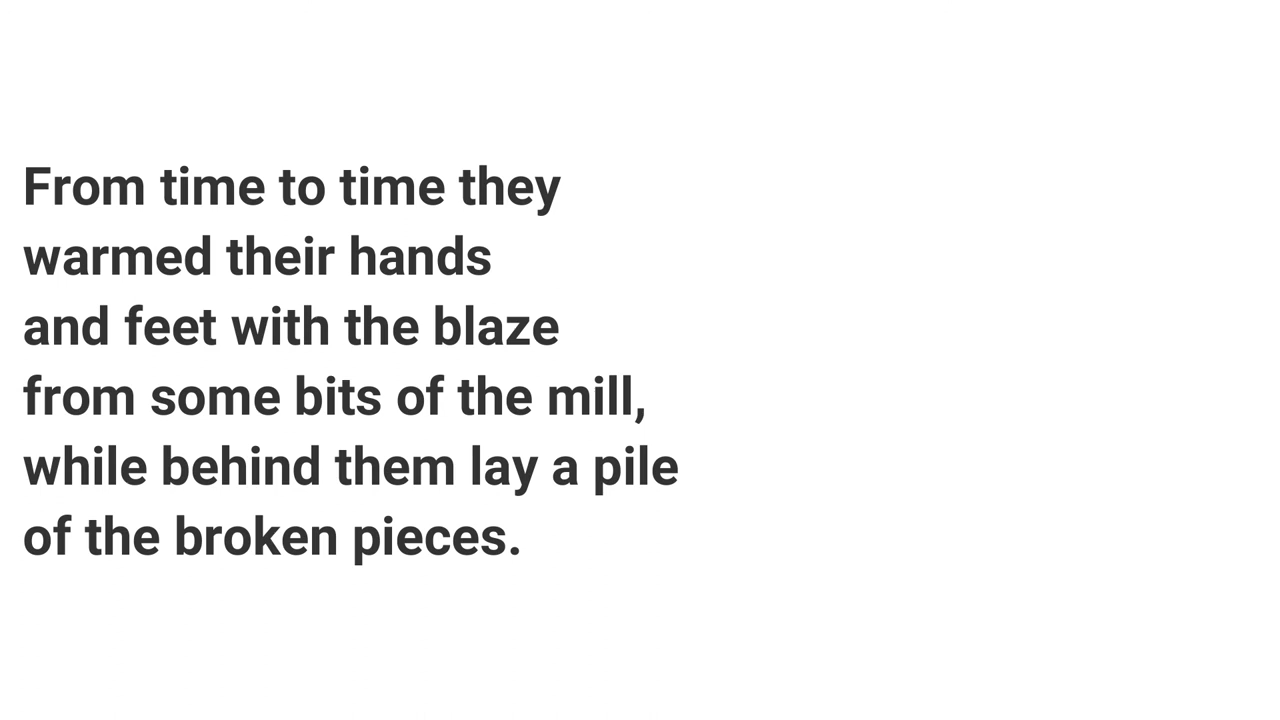 From time to time they
warmed their hands
and feet with the blaze
from some bits of the mill,
while behind them lay a pile
of the broken pieces.